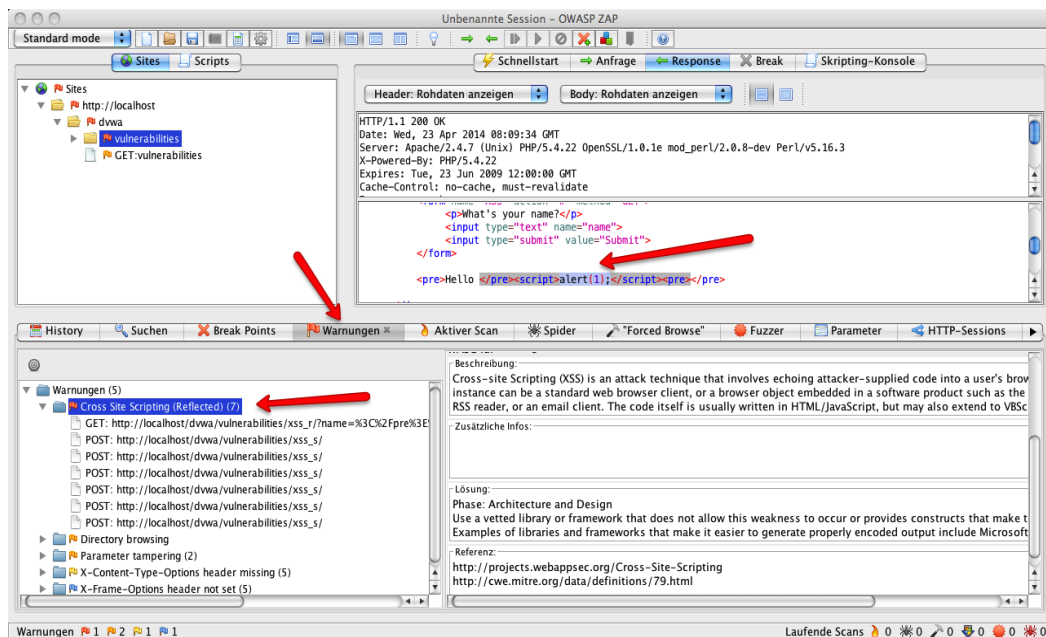 Unbenannte Session – OWASP ZAP
Standard mode
Sites
Scripts
Schnellstart
Anfrage
Response
Break
Skripting-Konsole
Sites
http://localhost
dvwa
vulnerabilities
GET:vulnerabilities
Header: Rohdaten anzeigen
Body: Rohdaten anzeigen
HTTP/1.1 200 OK
Date: Wed, 23 Apr 2014 08:09:34 GMT
Server: Apache/2.4.7 (Unix) PHP/5.4.22 OpenSSL/1.0.1e mod_perl/2.0.8-dev Perl/v5.16.3
X-Powered-By: PHP/5.4.22
Expires: Tue, 23 Jun 2009 12:00:00 GMT
Cache-Control: no-cache, must-revalidate
<p>What's your name?</p>
<input type="text" name="name">
<input type="submit" value="Submit">
</form>
<pre>Hello </pre><script>alert(1);</script><pre></pre>
History
Suchen
Break Points
Warnungen
Aktiver Scan
Spider
"Forced Browse"
Fuzzer
Parameter
HTTP-Sessions
Warnungen (5)
Cross Site Scripting (Reflected) (7)
GET: http://localhost/dvwa/vulnerabilities/xss_r/?name=%3C%2Fpre%3E
POST: http://localhost/dvwa/vulnerabilities/xss_s/
POST: http://localhost/dvwa/vulnerabilities/xss_s/
POST: http://localhost/dvwa/vulnerabilities/xss_s/
POST: http://localhost/dvwa/vulnerabilities/xss_s/
POST: http://localhost/dvwa/vulnerabilities/xss_s/
Directory browsing
Parameter tampering (2)
X-Content-Type-Options header missing (5)
X-Frame-Options header not set (5)
Beschreibung:
Cross-site Scripting (XSS) is an attack technique that involves echoing attacker-supplied code into a user's brow
instance can be a standard web browser client, or a browser object embedded in a software product such as the
RSS reader, or an email client. The code itself is usually written in HTML/JavaScript, but may also extend to VBSc
Zusätzliche Infos:
Lösung:
Phase: Architecture and Design
Use a vetted library or framework that does not allow this weakness to occur or provides constructs that make t
Examples of libraries and frameworks that make it easier to generate properly encoded output include Microsoft
Referenz:
http://projects.webappsec.org/Cross-Site-Scripting
http://cwe.mitre.org/data/definitions/79.html
Warnungen 1 2 1 1
Laufende Scans 0 0 0 0 0 0